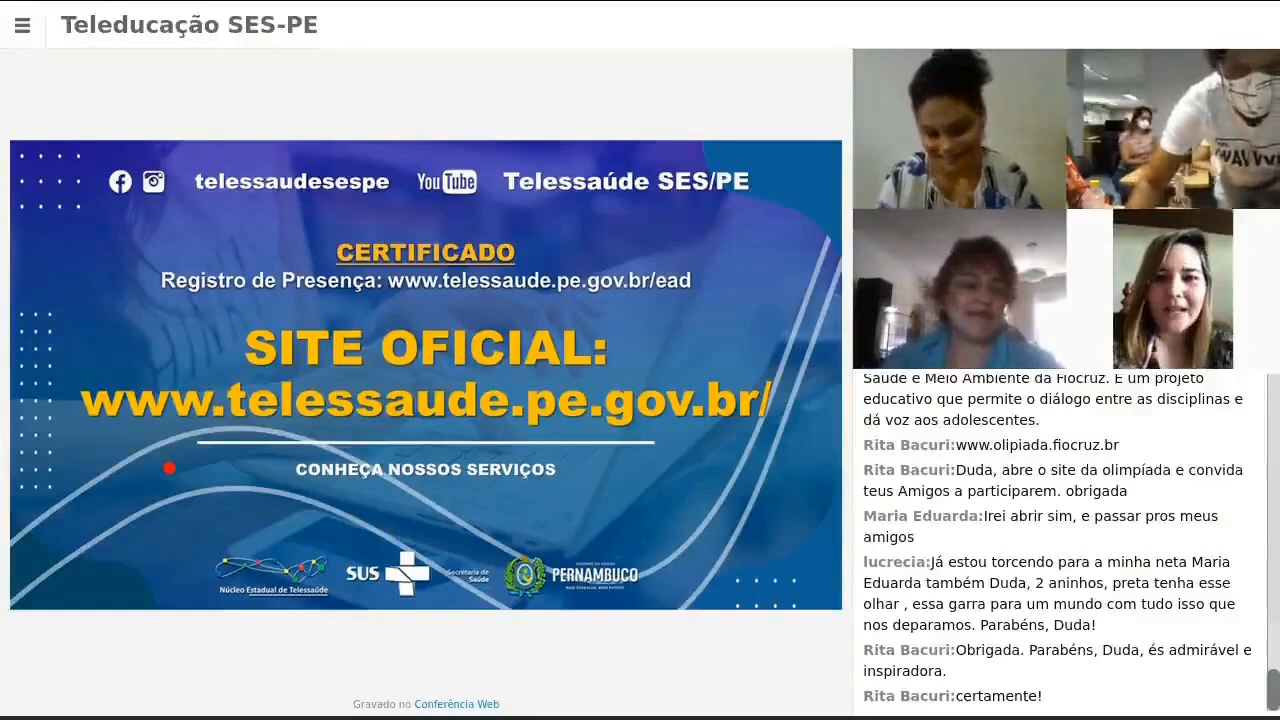 Teleducação SES-PE
telessaudesespe YouTube Telessaúde SES/PE
CERTIFICADO
Registro de Presença: www.telessaude.pe.gov.br/ead
SITE OFICIAL:
www.telessaude.pe.gov.br/
CONHEÇA NOSSOS SERVIÇOS
Núcleo Estadual de Telessaúde
SUS
Secretaria de
Saúde
PERNAMBUCO
Gravado no Conferência Web
Saúde e Meio Ambiente da Fiocruz. É um projeto
educativo que permite o diálogo entre as disciplinas e
dá voz aos adolescentes.
Rita Bacuri:www.olipiada.fiocruz.br
Rita Bacuri:Duda, abre o site da olimpíada e convida
teus Amigos a participarem. obrigada
Maria Eduarda:Irei abrir sim, e passar pros meus
amigos
lucrecia:Já estou torcendo para a minha neta Maria
Eduarda também Duda, 2 aninhos, preta tenha esse
olhar , essa garra para um mundo com tudo isso que
nos deparamos. Parabéns, Duda!
Rita Bacuri:Obrigada. Parabéns, Duda, és admirável e
inspiradora.
Rita Bacuri:certamente!